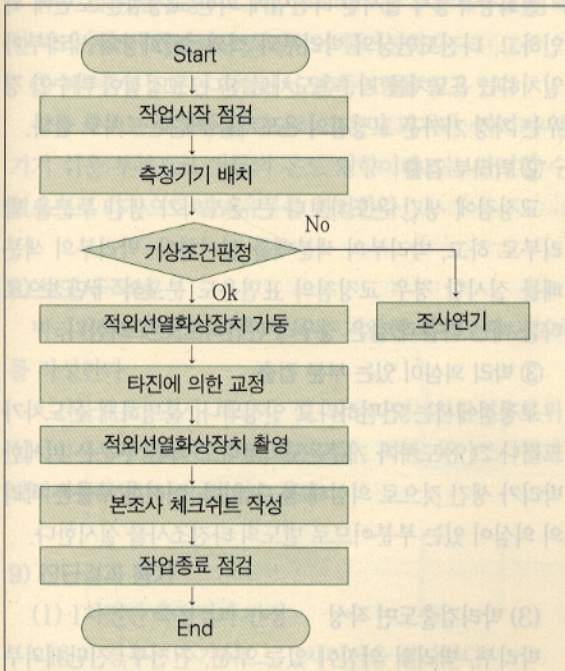 Start
작업시작 점검
측정기기 배치
No
기상조건판정
Ok
적외선열화상장치 가동
조사연기
타진에 의한 교정
적외선열화상장치 촬영
본조사 체크쉬트 작성
작업종료 점검
End